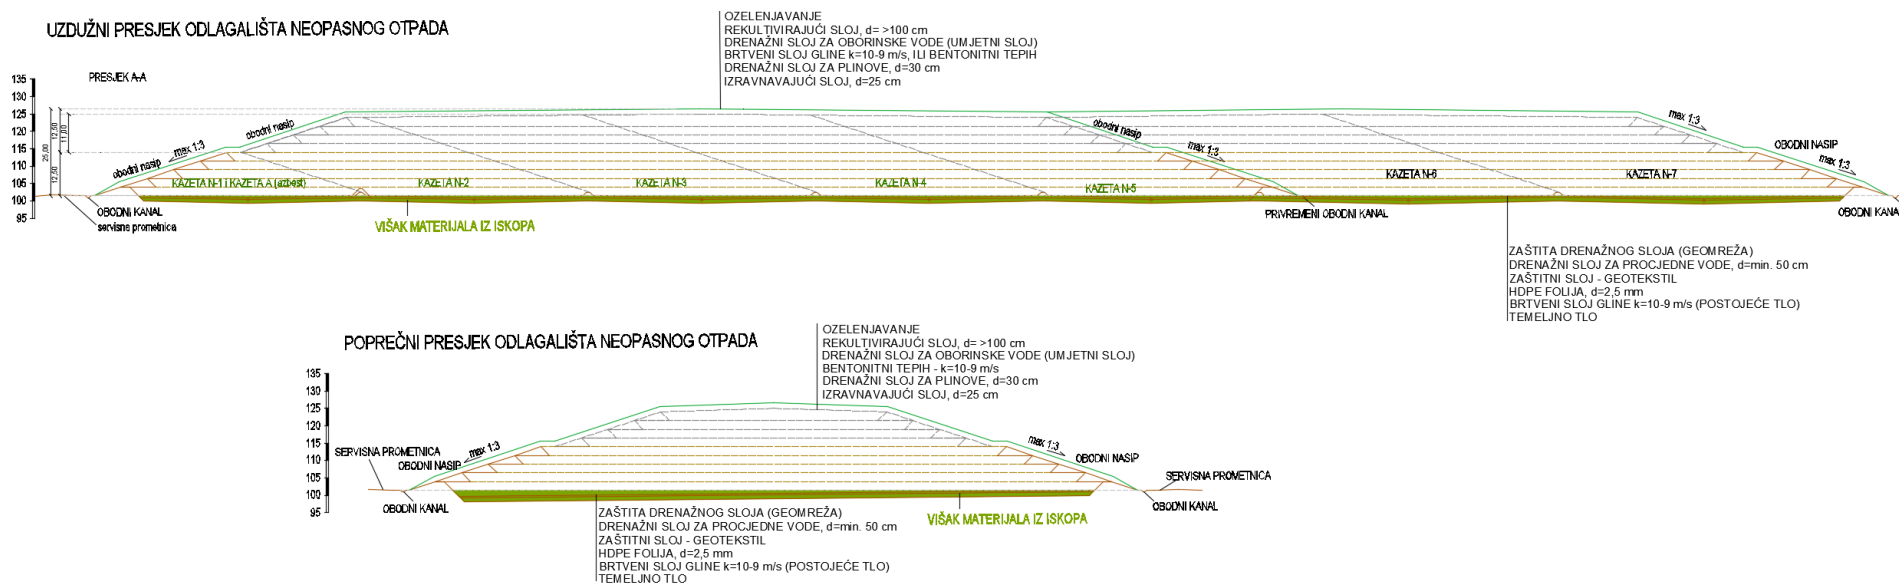 UZDUŽNI PRESJEK ODLAGALIŠTA NEOPASNOG OTPADA
OZELENJAVANJE
REKULTIVIRAJUĆI SLOJ, d= >100 cm
DRENAŽNI SLOJ ZA OBORINSKE VODE (UMJETNI SLOJ)
BRTVENI SLOJ GLINE k=10-9 m/s, ILI BENTONITNI TEPIH
DRENAŽNI SLOJ ZA PLINOVE, d=30 cm
IZRAVNAVAJUĆI SLOJ, d=25 cm
PRESJEK A-A
135
130
125
120
115
110
105
100
95
25,00
12,50
12,50
11,00
obodni nasip
max 1:3
obodni nasip
obodni nasip
max 1:3
max 1:3
OBODNI NASIP
max 1:3
KAZETA N-1 I KAZETA A (azbest)
KAZETA N-2
KAZETA N-3
KAZETA N-4
KAZETA N-5
KAZETA N-6
KAZETA N-7
OBODNI KANAL
servisna prometnica
VIŠAK MATERIJALA IZ ISKOPA
PRIVREMENI OBODNI KANAL
OBODNI KANA
ZAŠTITA DRENAŽNOG SLOJA (GEOMREŽA)
DRENAŽNI SLOJ ZA PROCJEDNE VODE, d=min. 50 cm
ZAŠTITNI SLOJ - GEOTEKSTIL
HDPE FOLIJA, d=2,5 mm
BRTVENI SLOJ GLINE k=10-9 m/s (POSTOJEĆE TLO)
TEMELJNO TLO
POPREČNI PRESJEK ODLAGALIŠTA NEOPASNOG OTPADA
OZELENJAVANJE
REKULTIVIRAJUĆI SLOJ, d= >100 cm
DRENAŽNI SLOJ ZA OBORINSKE VODE (UMJETNI SLOJ)
BENTONITNI TEPIH - k=10-9 m/s
DRENAŽNI SLOJ ZA PLINOVE, d=30 cm
IZRAVNAVAJUĆI SLOJ, d=25 cm
135
130
125
120
115
110
105
100
95
SERVISNA PROMETNICA
max 1:3
OBODNI NASIP
OBODNI KANAL
max 1:3
OBODNI NASIP
SERVISNA PROMETNICA
OBODNI KANAL
VIŠAK MATERIJALA IZ ISKOPA
ZAŠTITA DRENAŽNOG SLOJA (GEOMREŽA)
DRENAŽNI SLOJ ZA PROCJEDNE VODE, d=min. 50 cm
ZAŠTITNI SLOJ - GEOTEKSTIL
HDPE FOLIJA, d=2,5 mm
BRTVENI SLOJ GLINE k=10-9 m/s (POSTOJEĆE TLO)
TEMELJNO TLO